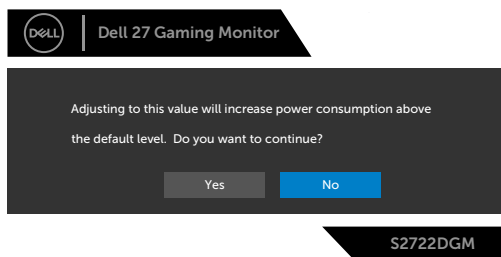 DELL
Dell 27 Gaming Monitor
Adjusting to this value will increase power consumption above
the default level. Do you want to continue?
Yes No
S2722DGM